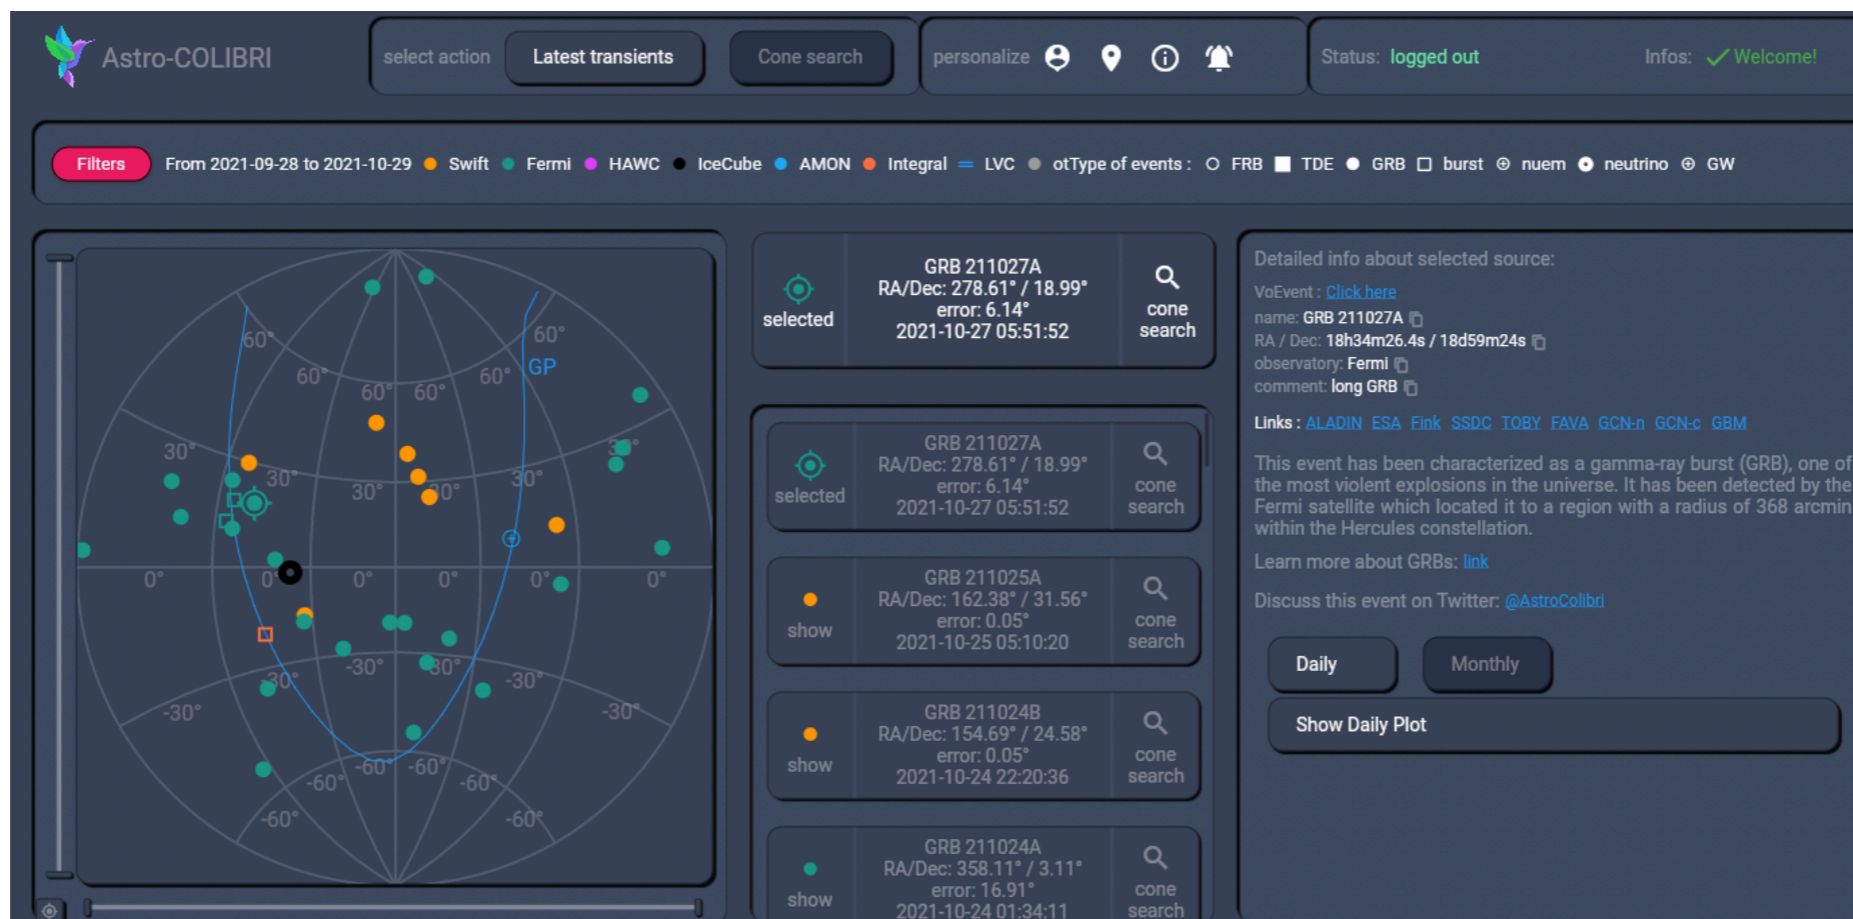 Astro-COLIBRI
select action
Latest transients
Cone search
personalize
Status: logged out
Infos: Welcome!
Filters
From 2021-09-28 to 2021-10-29 Swift Fermi HAWC IceCube AMON Integral LVC otType of events : FRB TDE GRB burst nuem neutrino GW
60°
60°
GP
60°
60°
60° 60°
30°
30°
30°
30°
30°
30°
0°
0°
0°
0°
0°
0°
-30°
-30°
-30°
-30°
-30°
-30°
-60°
-60°
-60°
-60°
-60°
-60°
selected
GRB 211027A
RA/Dec: 278.61° / 18.99°
error: 6.14°
2021-10-27 05:51:52
cone
search
selected
GRB 211027A
RA/Dec: 278.61° / 18.99°
error: 6.14°
2021-10-27 05:51:52
cone
search
show
GRB 211025A
RA/Dec: 162.38° / 31.56°
error: 0.05°
2021-10-25 05:10:20
cone
search
show
GRB 211024B
RA/Dec: 154.69° / 24.58°
error: 0.05°
2021-10-24 22:20:36
cone
search
show
GRB 211024A
RA/Dec: 358.11° / 3.11°
error: 16.91°
2021-10-24 01:34:11
cone
search
Detailed info about selected source:
VoEvent : Click here
name: GRB 211027A
RA / Dec: 18h34m26.4s / 18d59m24s
observatory: Fermi
comment: long GRB
Links : ALADIN ESA Fink SSDC TOBY FAVA GCN-n GCN-c GBM
This event has been characterized as a gamma-ray burst (GRB), one of
the most violent explosions in the universe. It has been detected by the
Fermi satellite which located it to a region with a radius of 368 arcmin
within the Hercules constellation.
Learn more about GRBs: link
Discuss this event on Twitter: @AstroColibri
Daily
Monthly
Show Daily Plot